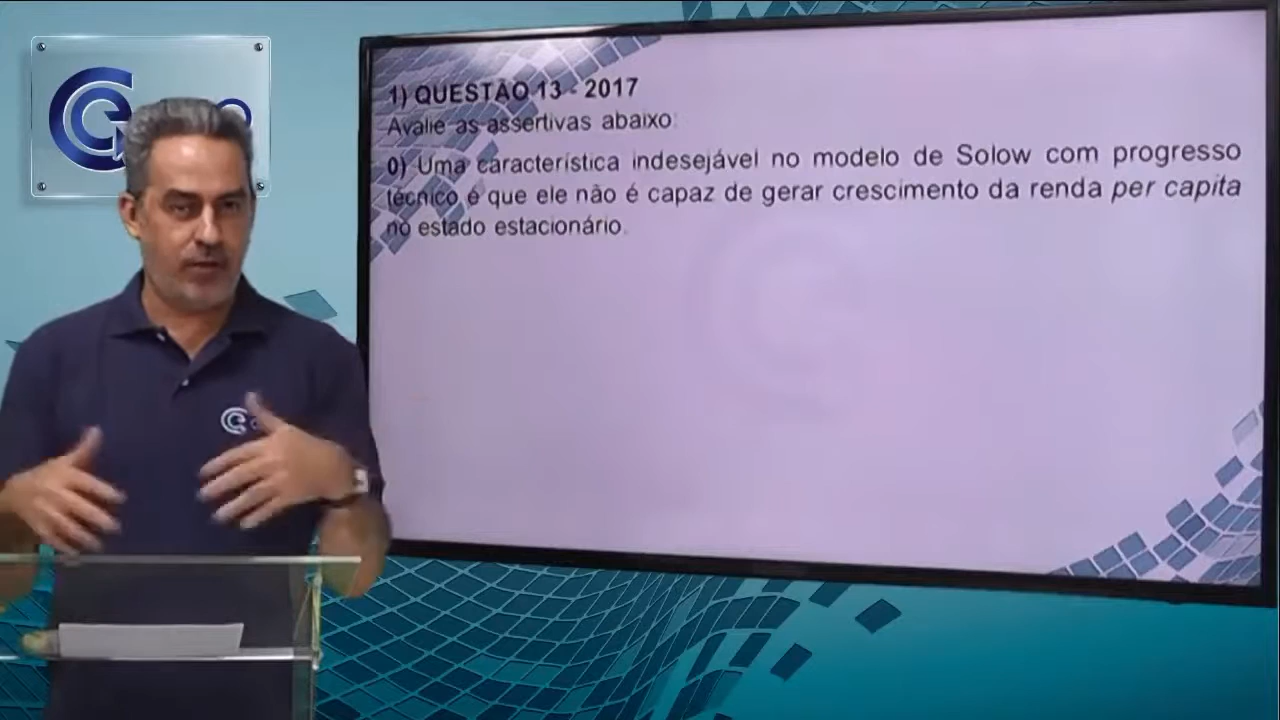 1) QUESTÃO 13 - 2017
Avalie as assertivas abaixo:
0) Uma característica indesejável no modelo de Solow com progresso
técnico é que ele não é capaz de gerar crescimento da renda per capita
no estado estacionário.